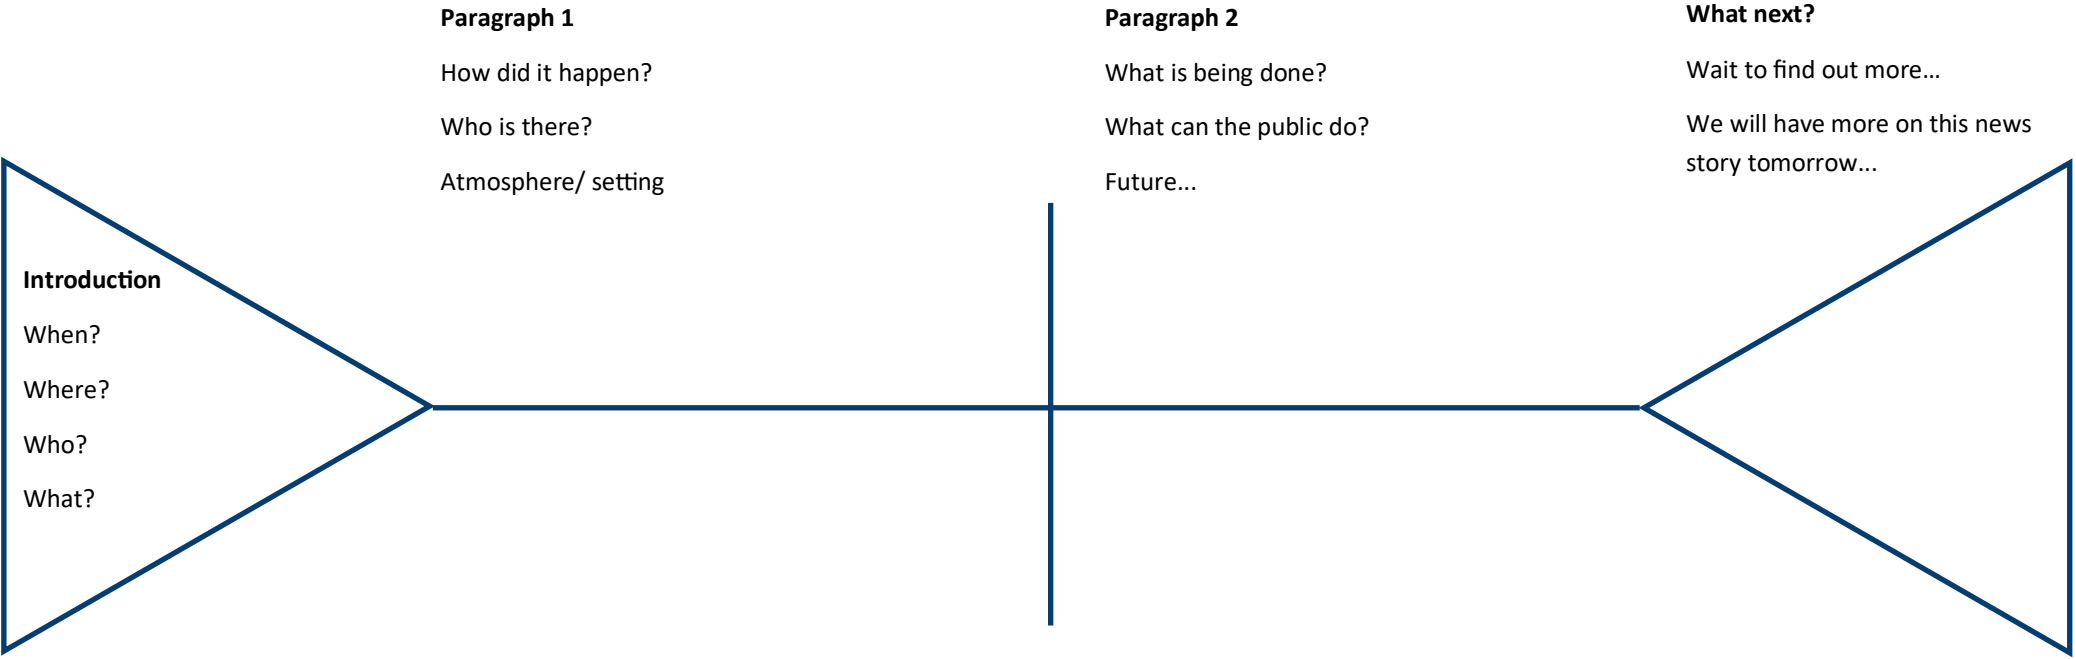 Introduction
When?
Where?
Who?
What?
Paragraph 1
How did it happen?
Who is there?
Atmosphere/ setting
Paragraph 2
What is being done?
What can the public do?
Future...
What next?
Wait to find out more...
We will have more on this news
story tomorrow...